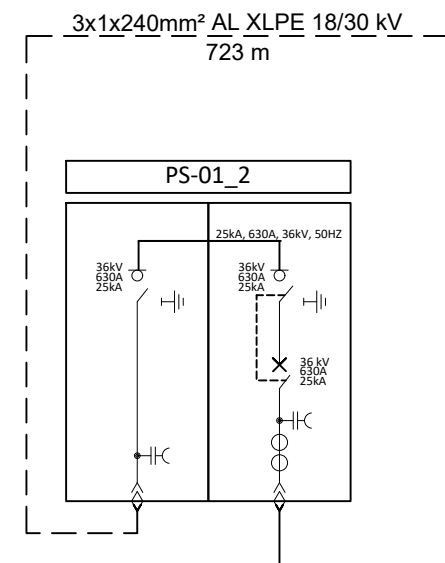 3x1x240mm² AL XLPE 18/30 kV
723 m
PS-01_2
25kA, 630A, 36kV, 50HZ
36kV
630A
25kA
36kV
630A
25kA
36 kV
630A
25kA